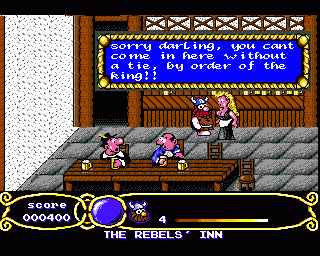 sorry darling, you cant
come in here without
a tie, by order of the
king!!
score
000400
4
THE REBELS' INN